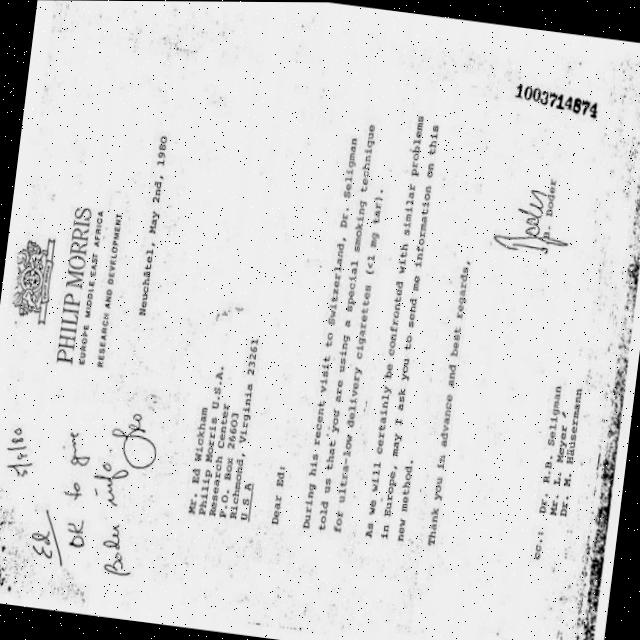 PHILIP MORRIS
EUROPE MIDDLE EAST AFRICA
RESEARCH AND DEVELOPMENT
5/8/80
Ed
OK to give
Boder info.
Neuchâtel, May 2nd, 1980
Mr. Ed Wickham
Philip Morris U.S.A.
Research Center
P.O. Box 26603
Richmond, Virginia 23261
U S A
Dear Ed:
During his recent visit to Switzerland, Dr. Seligman
told us that you are using a special smoking technique
for ultra-low delivery cigarettes (<1 mg tar).
As we will certainly be confronted with similar problems
in Europe, may I ask you to send me information on this
new method.
Thank you in advance and best regards,
Boder
Boder
cc.: Dr. R.B. Seligman
Mr. L. Meyer
Dr. H. Häusermann
1003714874